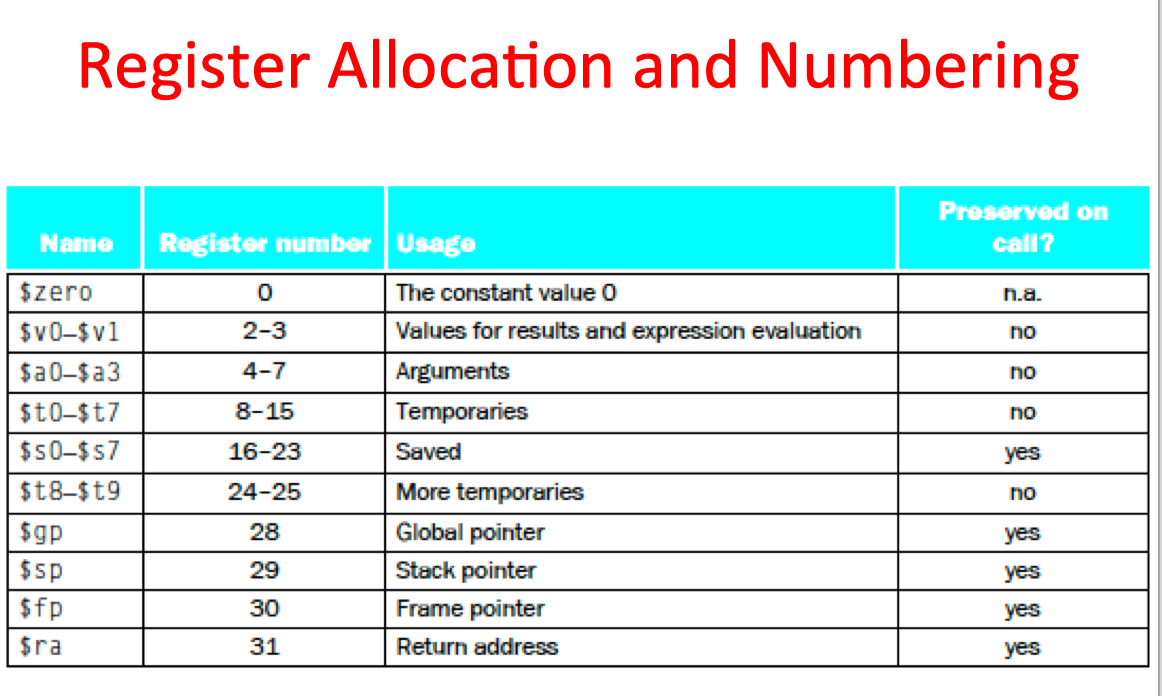 Register Allocation and Numbering
Name Register number Usage Preserved on call?
$zero 0 The constant value 0 n.a.
$v0–$v1 2–3 Values for results and expression evaluation no
$a0–$a3 4–7 Arguments no
$t0–$t7 8–15 Temporaries no
$s0–$s7 16–23 Saved yes
$t8–$t9 24–25 More temporaries no
$gp 28 Global pointer yes
$sp 29 Stack pointer yes
$fp 30 Frame pointer yes
$ra 31 Return address yes